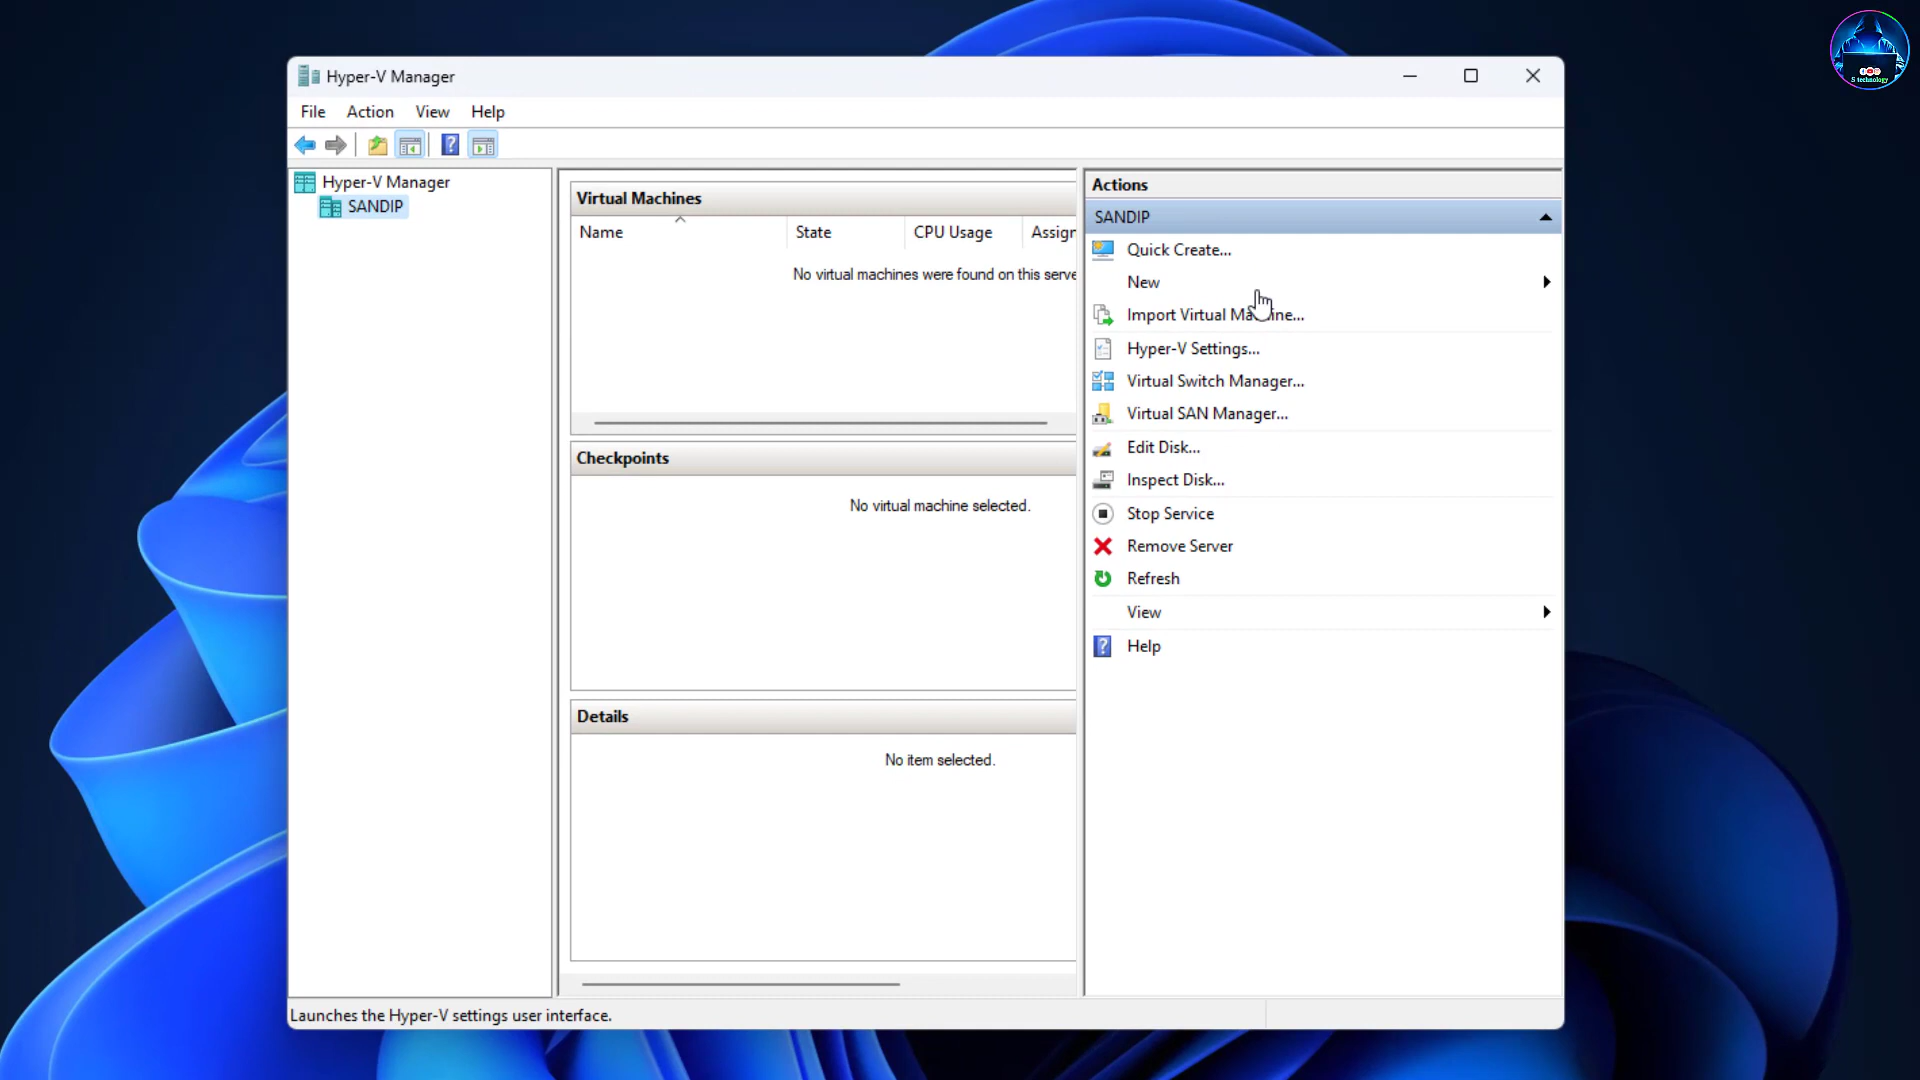 Hyper-V Manager
File Action View Help
Hyper-V Manager
SANDIP
Virtual Machines
Name State CPU Usage Assign
No virtual machines were found on this serve
Checkpoints
No virtual machine selected.
Details
No item selected.
Actions
SANDIP
Quick Create...
New
Import Virtual Machine...
Hyper-V Settings...
Virtual Switch Manager...
Virtual SAN Manager...
Edit Disk...
Inspect Disk...
Stop Service
Remove Server
Refresh
View
Help
Launches the Hyper-V settings user interface.
S technology